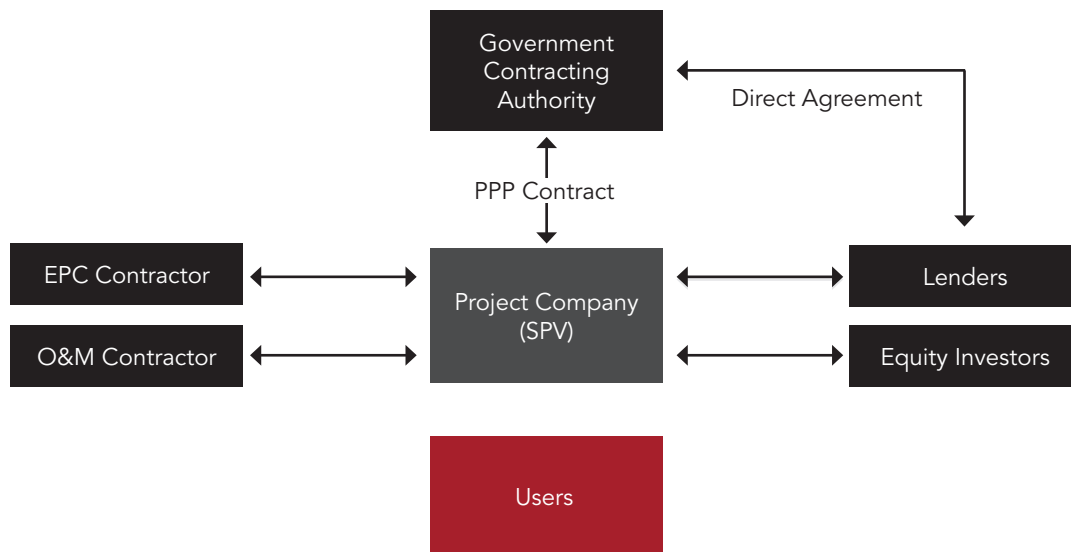 Government
Contracting
Authority
Direct Agreement
PPP Contract
EPC Contractor
Project Company
(SPV)
Lenders
O&M Contractor
Equity Investors
Users